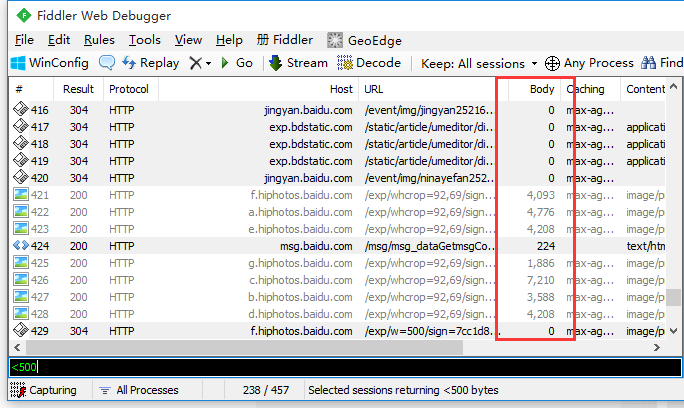 Fiddler Web Debugger
File Edit Rules Tools View Help 册 Fiddler GeoEdge
WinConfig Replay Go Stream Decode Keep: All sessions Any Process Find
# Result Protocol Host URL Body Caching Content
416 304 HTTP jingyan.baidu.com /event/img/jingyan25216... 0 max-ag...
417 304 HTTP exp.bdstatic.com /static/article/umeditor/di... 0 max-ag... applicati
418 304 HTTP exp.bdstatic.com /static/article/umeditor/di... 0 max-ag... applicati
419 304 HTTP exp.bdstatic.com /static/article/umeditor/di... 0 max-ag... applicati
420 304 HTTP jingyan.baidu.com /event/img/ninayefan252... 0 max-ag...
421 200 HTTP f.hiphotos.baidu.com /exp/whcrop=92,69/sign... 4,093 max-ag... image/p
422 200 HTTP a.hiphotos.baidu.com /exp/whcrop=92,69/sign... 4,776 max-ag... image/p
423 200 HTTP e.hiphotos.baidu.com /exp/whcrop=92,69/sign... 4,208 max-ag... image/p
424 200 HTTP msg.baidu.com /msg/msg_dataGetmsgCo... 224 text/htm
425 200 HTTP g.hiphotos.baidu.com /exp/whcrop=92,69/sign... 1,886 max-ag... image/p
426 200 HTTP c.hiphotos.baidu.com /exp/whcrop=92,69/sign... 7,210 max-ag... image/p
427 200 HTTP b.hiphotos.baidu.com /exp/whcrop=92,69/sign... 3,588 max-ag... image/p
428 200 HTTP d.hiphotos.baidu.com /exp/whcrop=92,69/sign... 4,208 max-ag... image/p
429 304 HTTP f.hiphotos.baidu.com /exp/w=500/sign=7cc1d8... 0 max-ag... image/p
<500
Capturing All Processes 238 / 457 Selected sessions returning <500 bytes